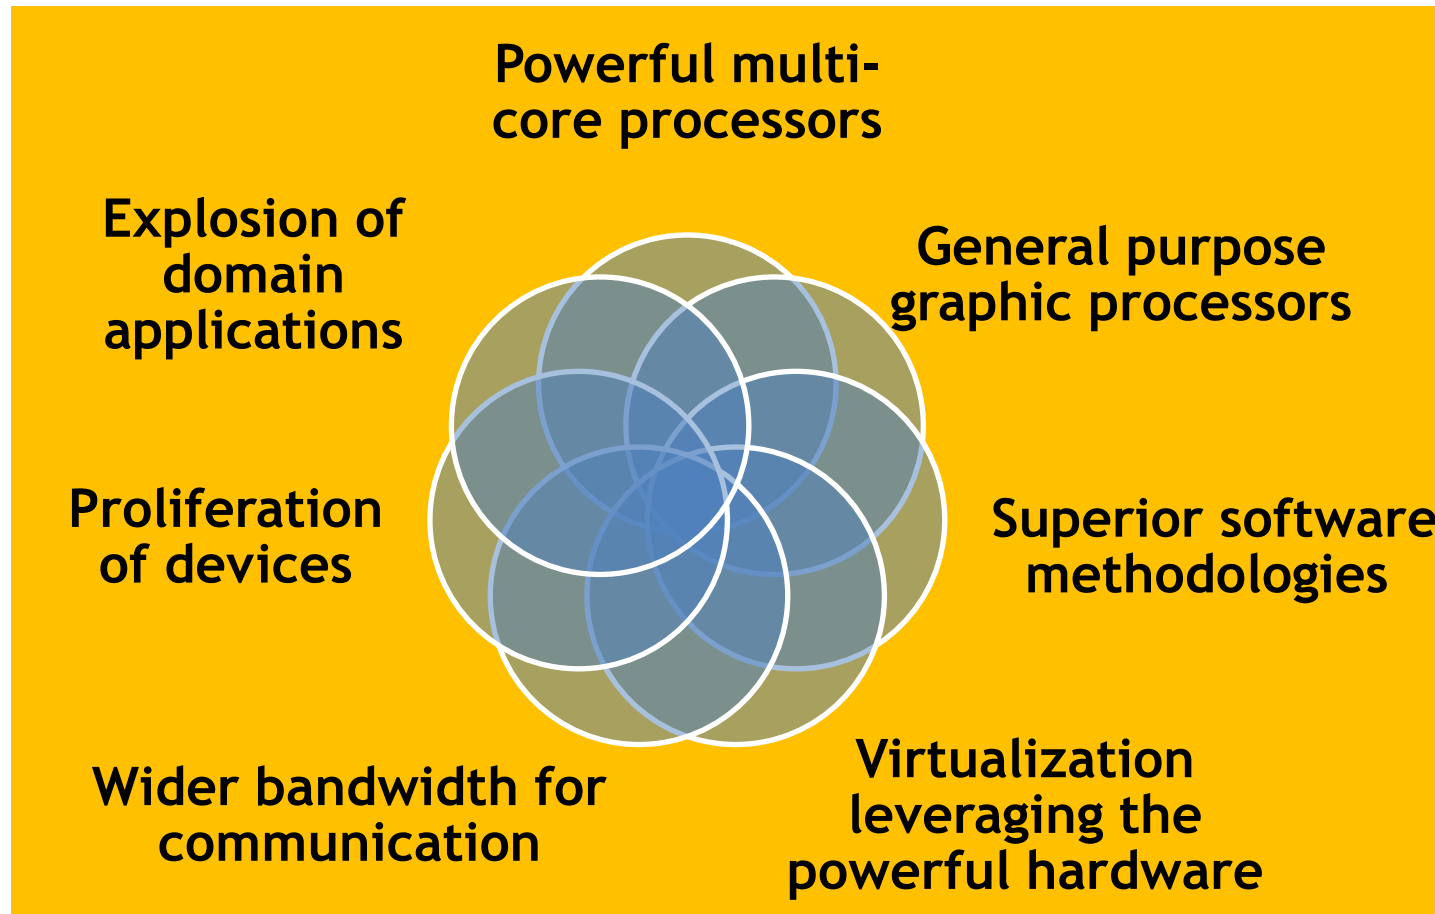 Powerful multi-
core processors
General purpose
graphic processors
Superior software
methodologies
Virtualization
leveraging the
powerful hardware
Wider bandwidth for
communication
Proliferation
of devices
Explosion of
domain
applications